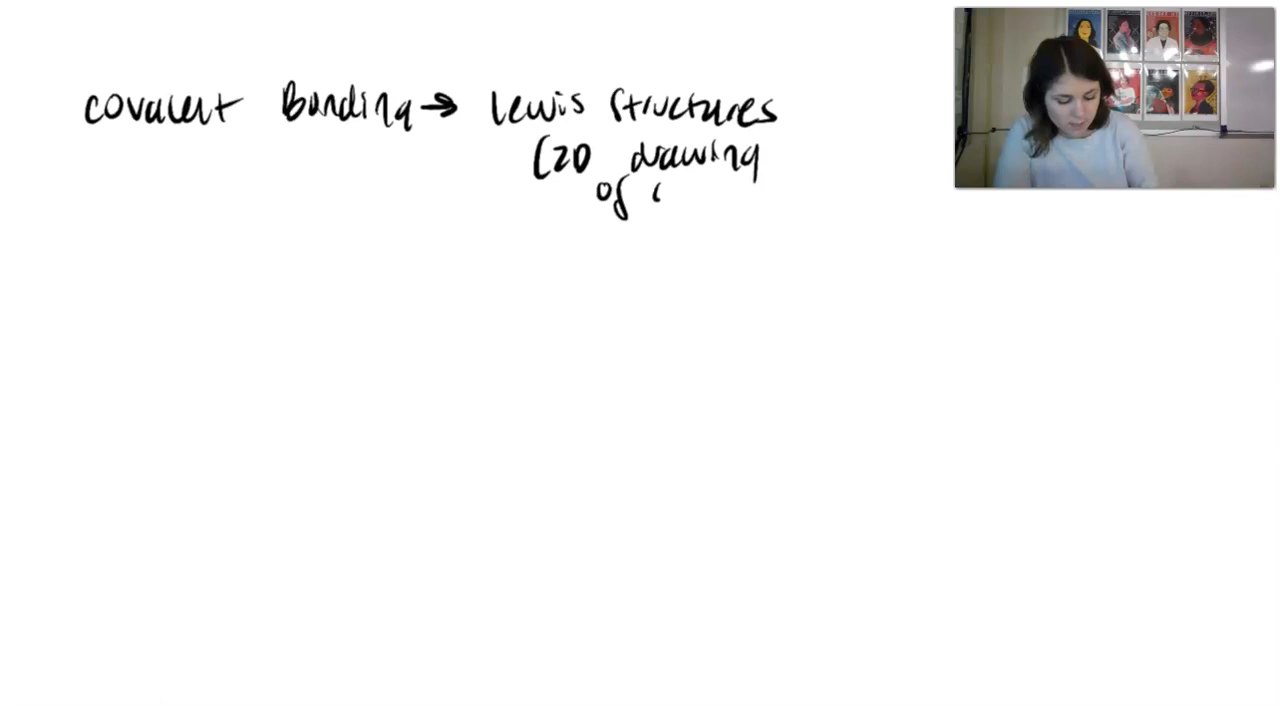 covalent Bonding → Lewis Structures
(2D drawing
of (